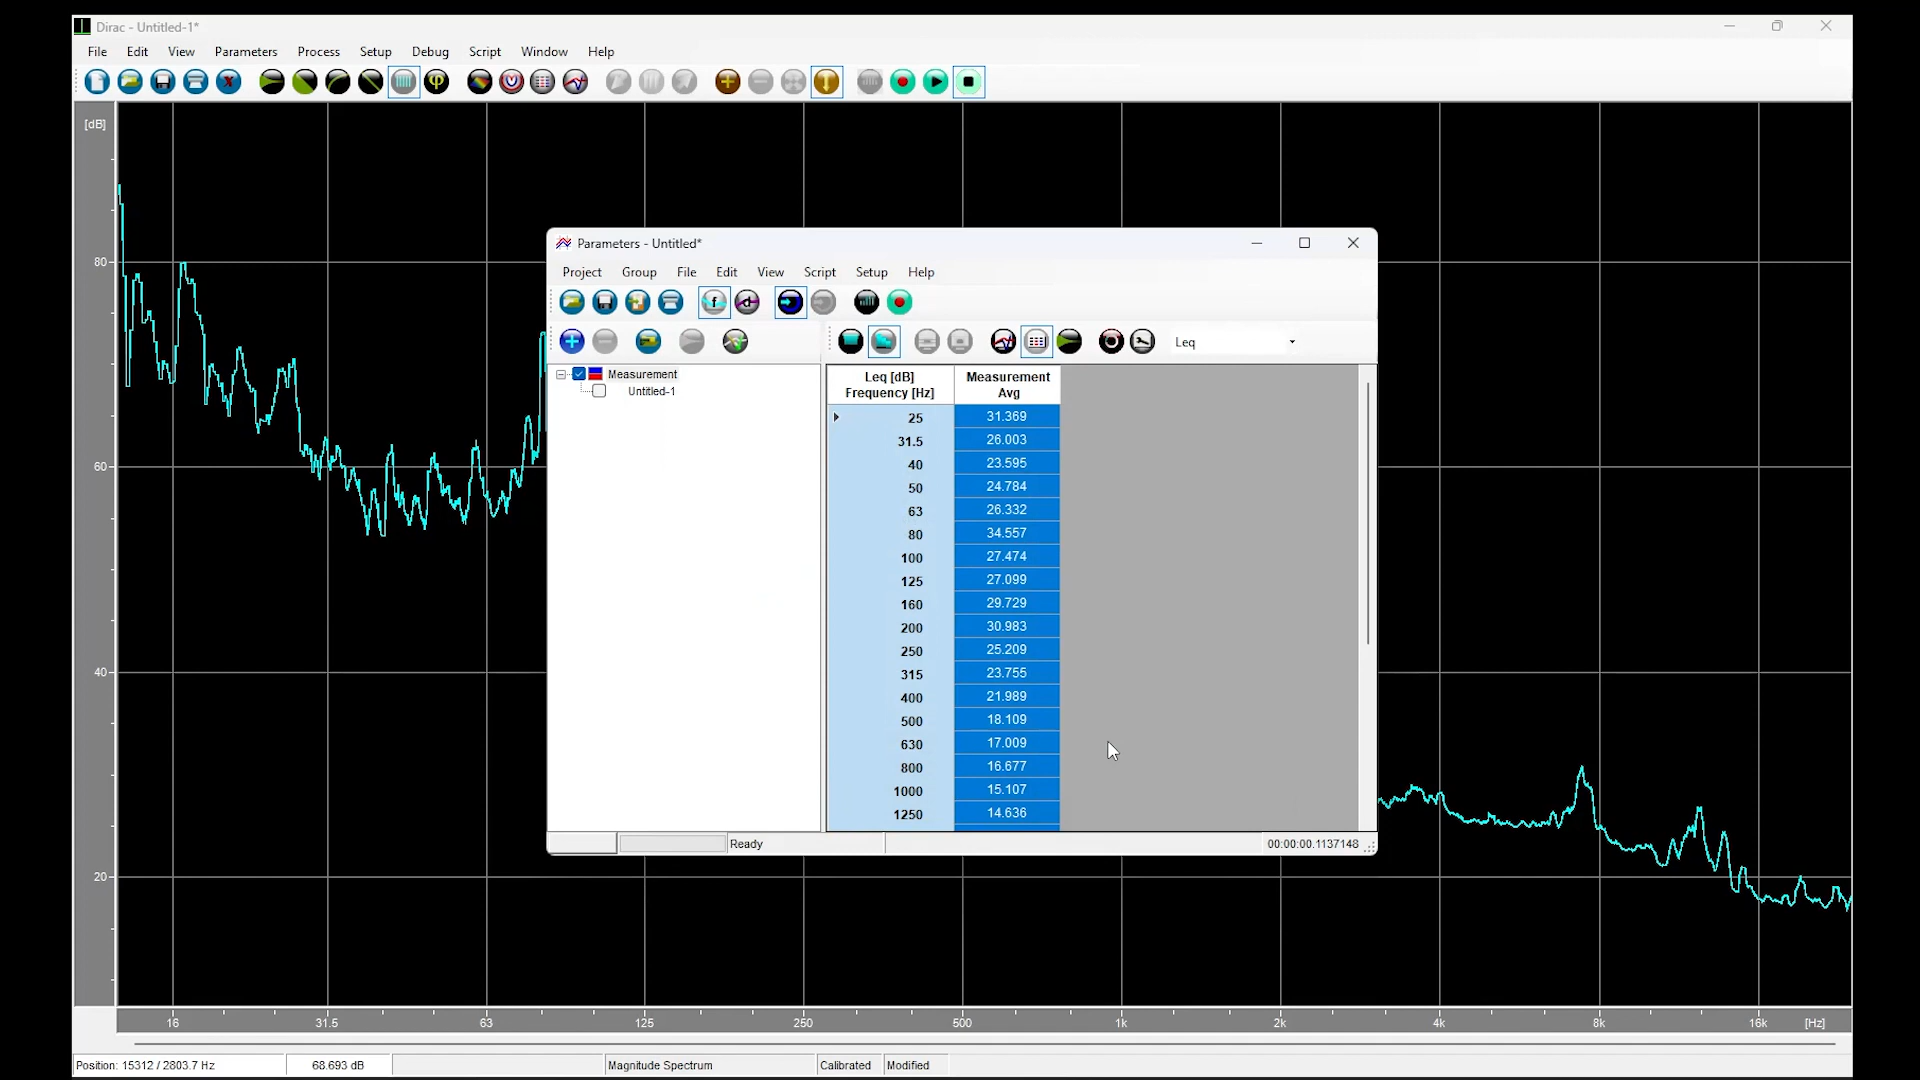 Dirac - Untitled-1*
File Edit View Parameters Process Setup Debug Script Window Help
[dB]
80
60
40
20
Parameters - Untitled*
Project Group File Edit View Script Setup Help
Leq
Measurement
Untitled-1
Leq [dB] Measurement
Frequency [Hz] Avg
25 31.369
31.5 26.003
40 23.595
50 24.784
63 26.332
80 34.557
100 27.474
125 27.099
160 29.729
200 30.983
250 25.209
315 23.755
400 21.989
500 18.109
630 17.009
800 16.677
1000 15.107
1250 14.636
Ready 00:00:00.1137148
16 31.5 63 125 250 500 1k 2k 4k 8k 16k [Hz]
Position: 15312 / 2803.7 Hz 68.693 dB Magnitude Spectrum Calibrated Modified